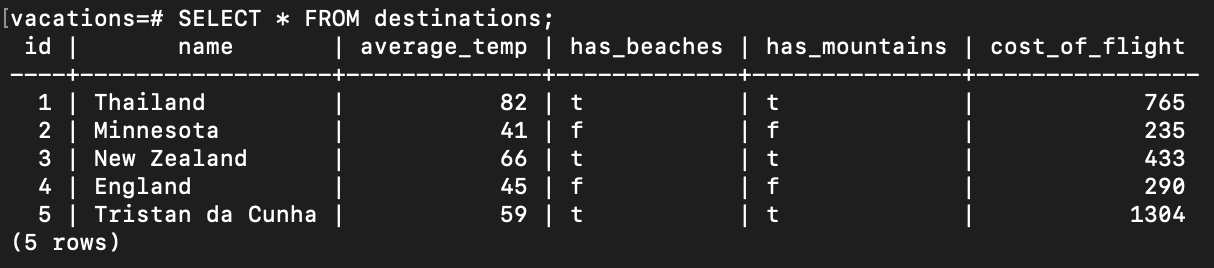 [vacations=# SELECT * FROM destinations;
 id |       name       | average_temp | has_beaches | has_mountains | cost_of_flight
----+------------------+--------------+-------------+---------------+----------------
  1 | Thailand         |           82 | t           | t             |            765
  2 | Minnesota        |           41 | f           | f             |            235
  3 | New Zealand      |           66 | t           | t             |            433
  4 | England          |           45 | f           | f             |            290
  5 | Tristan da Cunha |           59 | t           | t             |           1304
(5 rows)